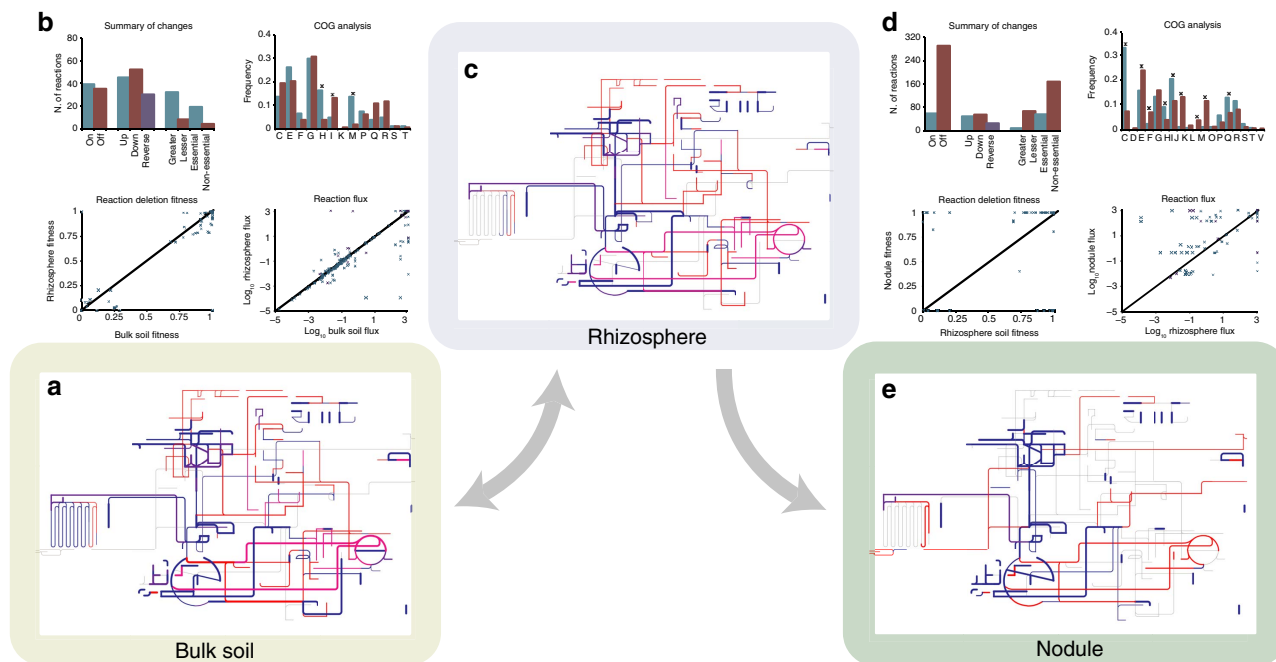 b
Summary of changes
N. of reactions
80
60
40
20
0
On
Off
Up
Down
Reverse
Greater
Lesser
Essential
Non-essential
COG analysis
Frequency
0.4
0.3
0.2
0.1
0
C E F G H I K M P Q R S T
Reaction deletion fitness
Rhizosphere fitness
1
0.75
0.5
0.25
0
0 0.25 0.5 0.75 1
Bulk soil fitness
Reaction flux
Log10 rhizosphere flux
3
1
−1
−3
−5
−5 −3 −1 1 3
Log10 bulk soil flux
c
Rhizosphere
d
Summary of changes
N. of reactions
320
240
160
80
0
On
Off
Up
Down
Reverse
Greater
Lesser
Essential
Non-essential
COG analysis
Frequency
0.4
0.3
0.2
0.1
0
C D E F G H I J K L M O P Q R S T V
Reaction deletion fitness
Nodule fitness
1
0.75
0.5
0.25
0
0 0.25 0.5 0.75 1
Rhizosphere soil fitness
Reaction flux
Log10 nodule flux
3
1
−1
−3
−5
−5 −3 −1 1 3
Log10 rhizosphere flux
a
Bulk soil
e
Nodule